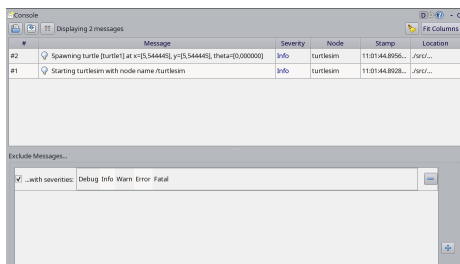 Console
D
Displaying 2 messages
Fit Columns
# Message Severity Node Stamp Location
#2 Spawning turtle [turtle1] at x=[5,544445], y=[5,544445], theta=[0,000000] Info turtlesim 11:01:44.8956... ./src/...
#1 Starting turtlesim with node name /turtlesim Info turtlesim 11:01:44.8928... ./src/...
Exclude Messages...
...with severities: Debug Info Warn Error Fatal